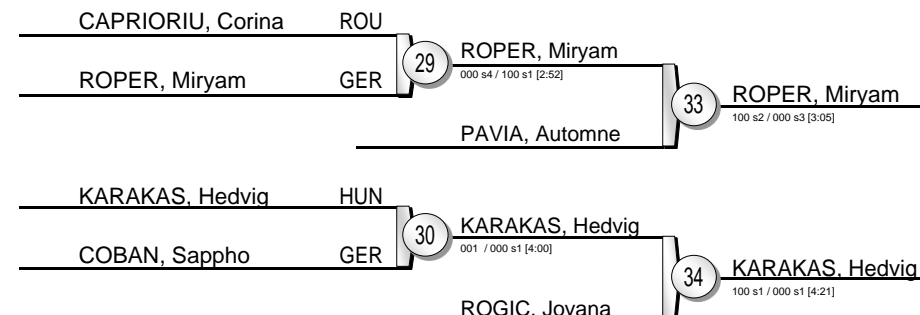 CAPRIORIU, Corina ROU
ROPER, Miryam GER
29
ROPER, Miryam
000 s4 / 100 s1 [2:52]
PAVIA, Automne
33
ROPER, Miryam
100 s2 / 000 s3 [3:05]
KARAKAS, Hedvig HUN
COBAN, Sappho GER
30
KARAKAS, Hedvig
001 / 000 s1 [4:00]
ROGIC, Jovana
34
KARAKAS, Hedvig
100 s1 / 000 s1 [4:21]